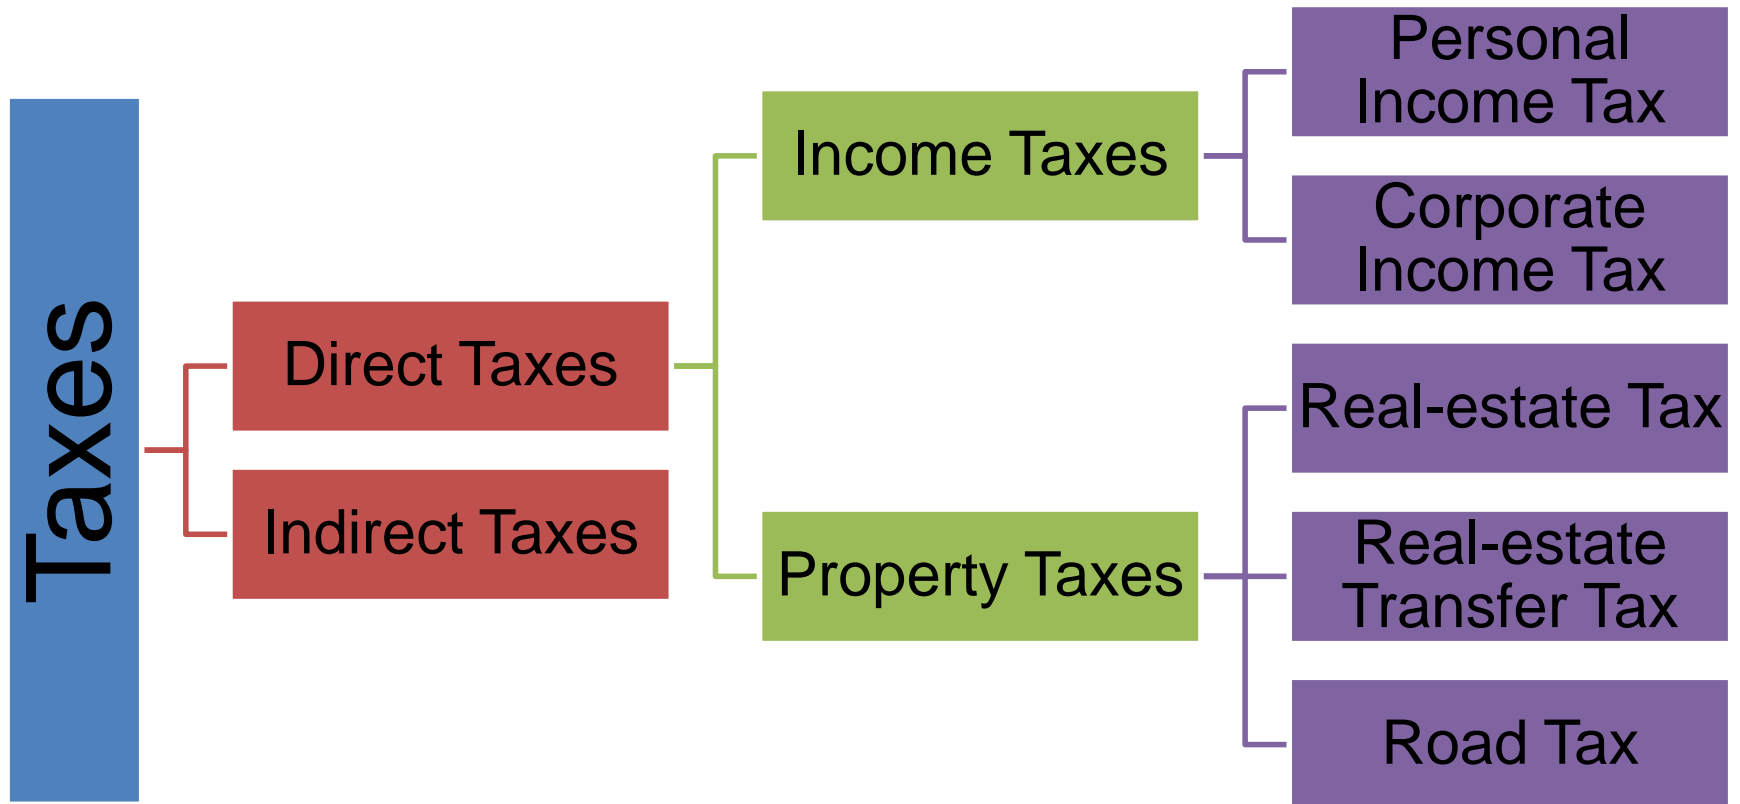 Taxes
Direct Taxes
Indirect Taxes
Income Taxes
Property Taxes
Personal
Income Tax
Corporate
Income Tax
Real-estate Tax
Real-estate
Transfer Tax
Road Tax